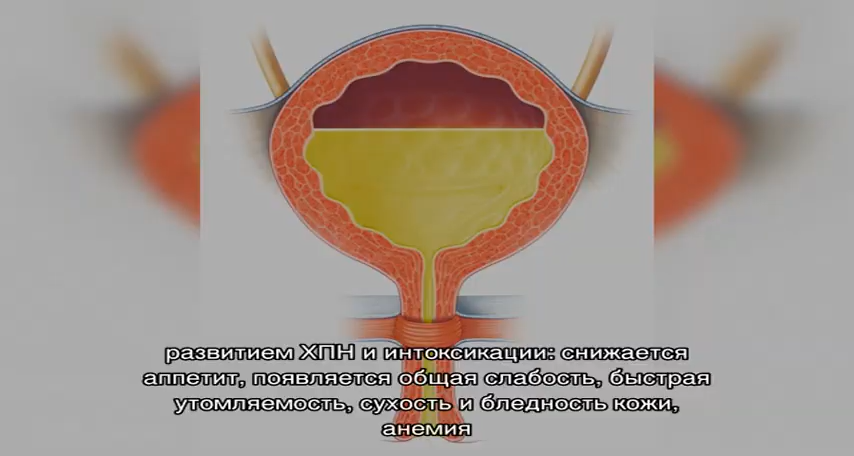 развитием ХПН и интоксикации: снижается
аппетит, появляется общая слабость, быстрая
утомляемость, сухость и бледность кожи,
анемия